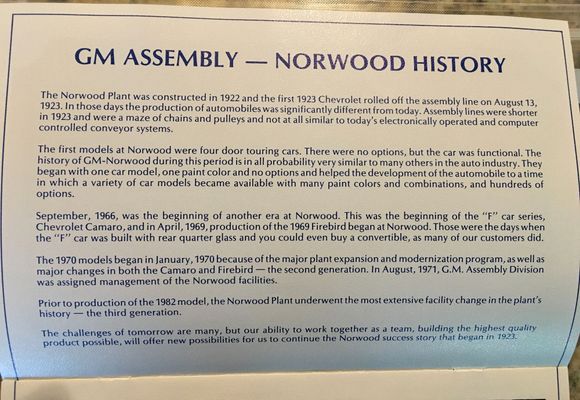 GM ASSEMBLY — NORWOOD HISTORY
The Norwood Plant was constructed in 1922 and the first 1923 Chevrolet rolled off the assembly line on August 13,
1923. In those days the production of automobiles was significantly different from today. Assembly lines were shorter
in 1923 and were a maze of chains and pulleys and not at all similar to today's electronically operated and computer
controlled conveyor systems.
The first models at Norwood were four door touring cars. There were no options, but the car was functional. The
history of GM-Norwood during this period is in all probability very similar to many others in the auto industry. They
began with one car model, one paint color and no options and helped the development of the automobile to a time
in which a variety of car models became available with many paint colors and combinations, and hundreds of
options.
September, 1966, was the beginning of another era at Norwood. This was the beginning of the "F" car series,
Chevrolet Camaro, and in April, 1969, production of the 1969 Firebird began at Norwood. Those were the days when
the "F" car was built with rear quarter glass and you could even buy a convertible, as many of our customers did.
The 1970 models began in January, 1970 because of the major plant expansion and modernization program, as well as
major changes in both the Camaro and Firebird — the second generation. In August, 1971, G.M. Assembly Division
was assigned management of the Norwood facilities.
Prior to production of the 1982 model, the Norwood Plant underwent the most extensive facility change in the plant's
history — the third generation.
The challenges of tomorrow are many, but our ability to work together as a team, building the highest quality
product possible, will offer new possibilities for us to continue the Norwood success story that began in 1923.